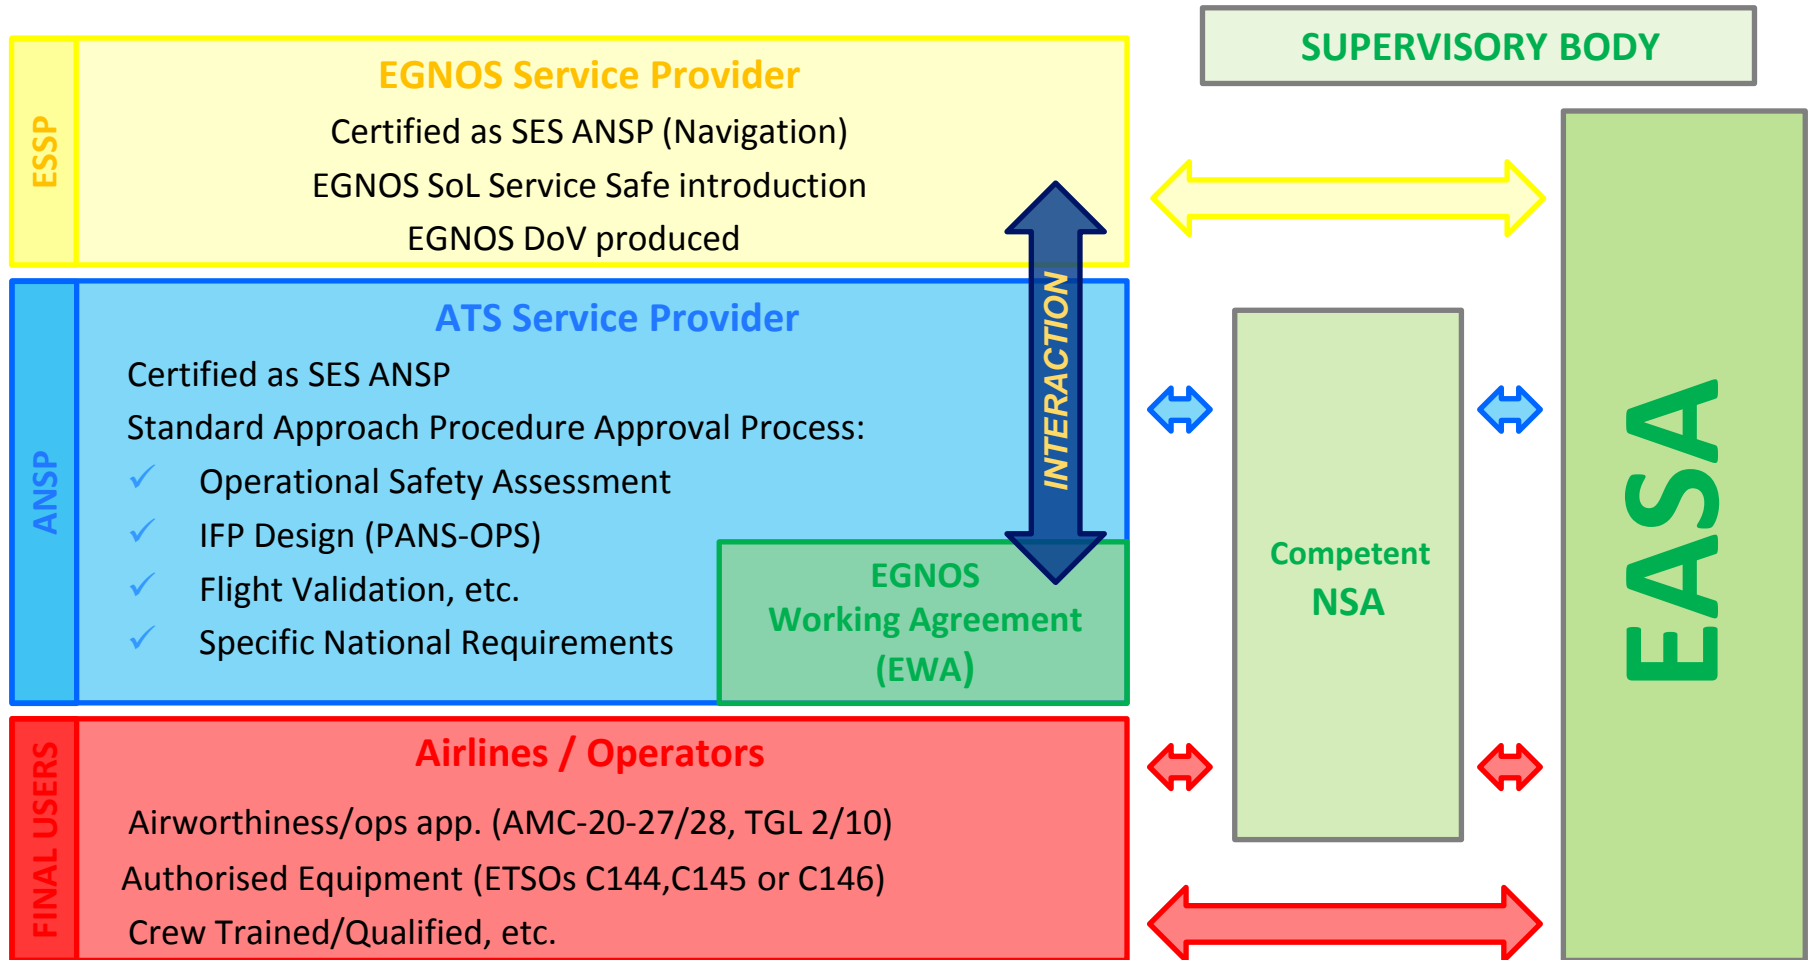 SUPERVISORY BODY
ESSP
EGNOS Service Provider
Certified as SES ANSP (Navigation)
EGNOS SoL Service Safe introduction
EGNOS DoV produced
INTERACTION
ANSP
ATS Service Provider
Certified as SES ANSP
Standard Approach Procedure Approval Process:
✓ Operational Safety Assessment
✓ IFP Design (PANS-OPS)
✓ Flight Validation, etc.
✓ Specific National Requirements
EGNOS
Working Agreement
(EWA)
FINAL USERS
Airlines / Operators
Airworthiness/ops app. (AMC-20-27/28, TGL 2/10)
Authorised Equipment (ETSOs C144,C145 or C146)
Crew Trained/Qualified, etc.
Competent
NSA
EASA